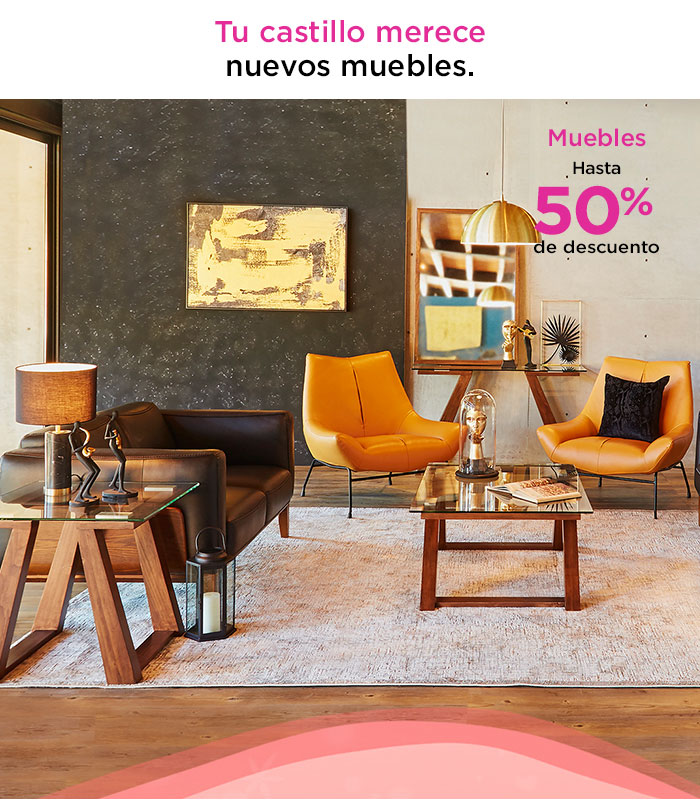 Tu castillo merece
nuevos muebles.
Muebles
Hasta
50%
de descuento